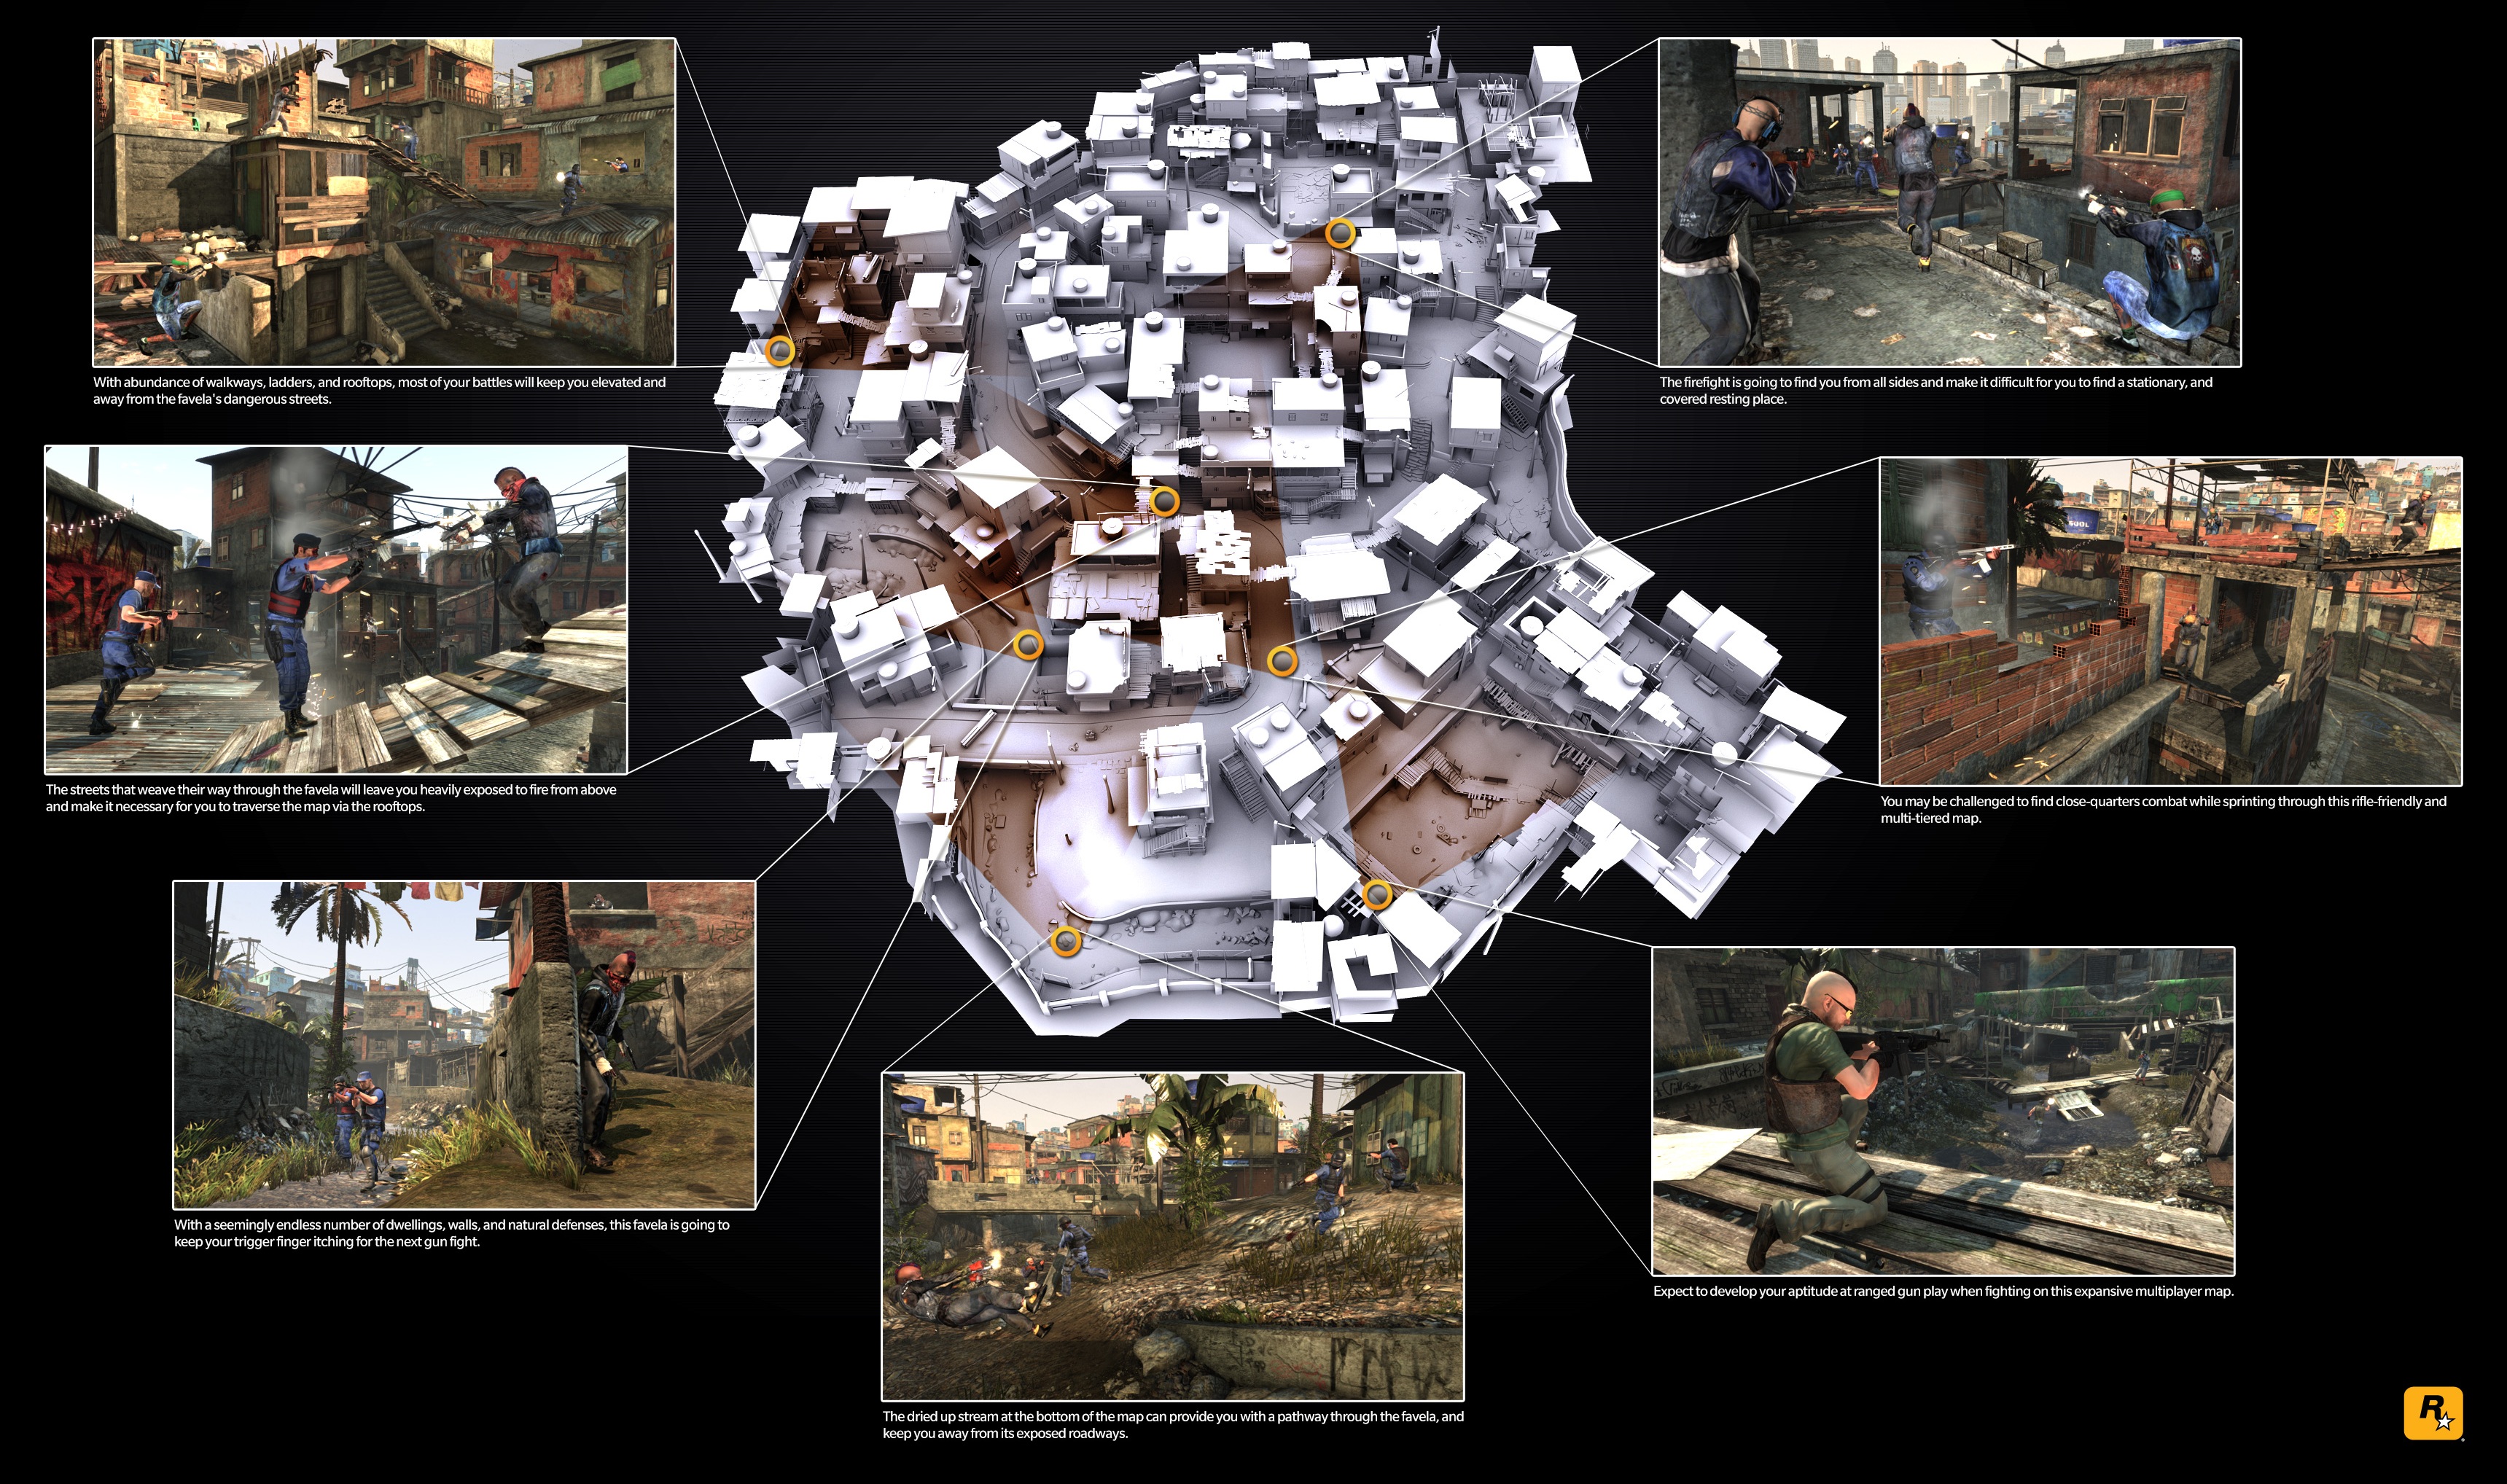 With abundance of walkways, ladders, and rooftops, most of your battles will keep you elevated and
away from the favela's dangerous streets.
The firefight is going to find you from all sides and make it difficult for you to find a stationary, and
covered resting place.
The streets that weave their way through the favela will leave you heavily exposed to fire from above
and make it necessary for you to traverse the map via the rooftops.
You may be challenged to find close-quarters combat while sprinting through this rifle-friendly and
multi-tiered map.
With a seemingly endless number of dwellings, walls, and natural defenses, this favela is going to
keep your trigger finger itching for the next gun fight.
Expect to develop your aptitude at ranged gun play when fighting on this expansive multiplayer map.
The dried up stream at the bottom of the map can provide you with a pathway through the favela, and
keep you away from its exposed roadways.
R